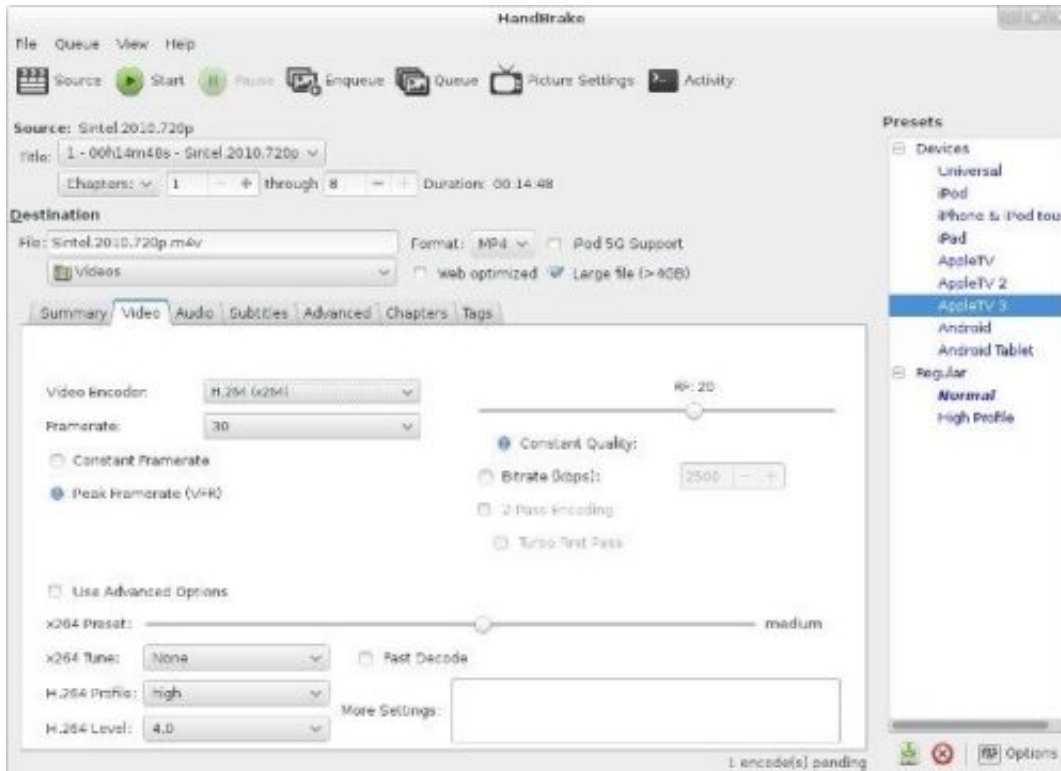 HandBrake
File Queue View Help
Source Start Pause Enqueue Queue Picture Settings Activity
Source: Sintel.2010.720p
Title: 1 - 00h14m48s - Sintel.2010.720p
Chapters: 1 through 8 Duration: 00:14:48
Destination
File: Sintel.2010.720p.m4v Format: MP4 iPod 5G Support
Videos Web optimized Large file (>4GB)
Summary Video Audio Subtitles Advanced Chapters Tags
Video Encoder: H.264 (x264) RF: 20
Framerate: 30
Constant Framerate Constant Quality:
Peak Framerate (VFR) Bitrate (kbps): 2500
2-Pass Encoding
Turbo First Pass
Use Advanced Options
x264 Preset: medium
x264 Tune: None Fast Decode
H.264 Profile: high
More Settings:
H.264 Level: 4.0
1 encode(s) pending
Presets
Devices
Universal
iPod
iPhone & iPod tou
iPad
AppleTV
AppleTV 2
AppleTV 3
Android
Android Tablet
Regular
Normal
High Profile
Options